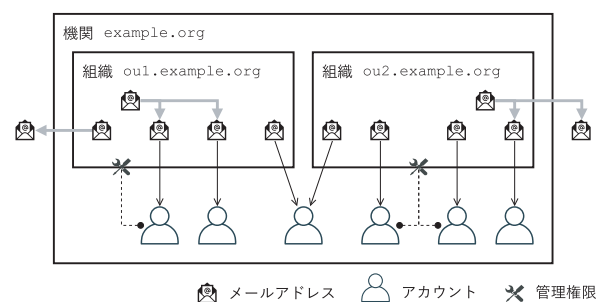 機関 example.org
組織 ou1.example.org
組織 ou2.example.org
メールアドレス
アカウント
管理権限